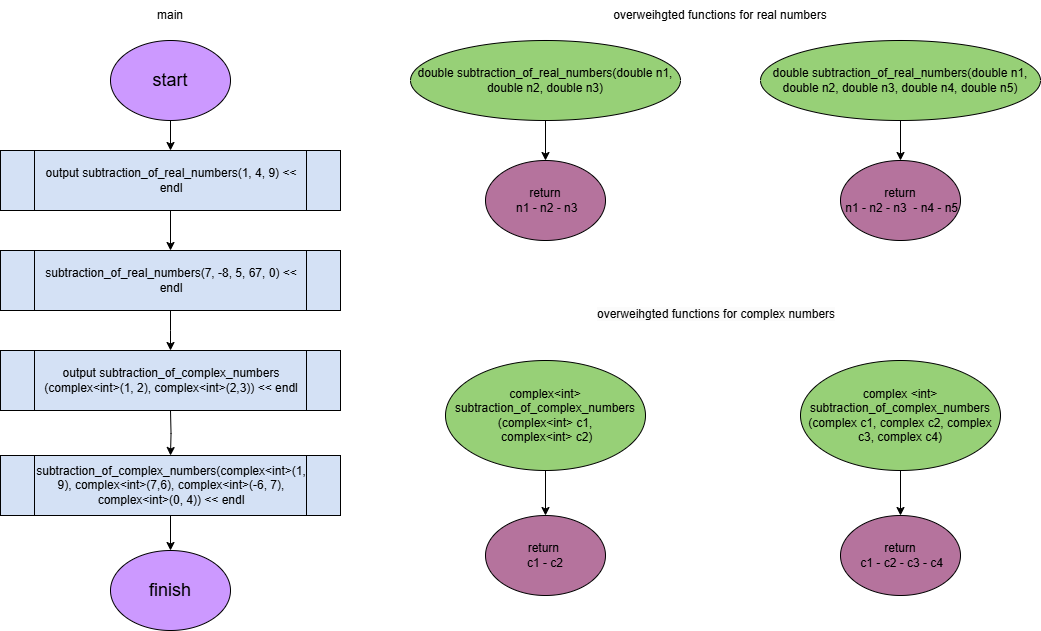 main
start
output subtraction_of_real_numbers(1, 4, 9) <<
endl
subtraction_of_real_numbers(7, -8, 5, 67, 0) <<
endl
output subtraction_of_complex_numbers
(complex<int>(1, 2), complex<int>(2,3)) << endl
subtraction_of_complex_numbers(complex<int>(1,
9), complex<int>(7,6), complex<int>(-6, 7),
complex<int>(0, 4)) << endl
finish
overweihgted functions for real numbers
double subtraction_of_real_numbers(double n1,
double n2, double n3)
return
n1 - n2 - n3
double subtraction_of_real_numbers(double n1,
double n2, double n3, double n4, double n5)
return
n1 - n2 - n3 - n4 - n5
overweihgted functions for complex numbers
complex<int>
subtraction_of_complex_numbers
(complex<int> c1,
complex<int> c2)
return
c1 - c2
complex <int>
subtraction_of_complex_numbers
(complex c1, complex c2, complex
c3, complex c4)
return
c1 - c2 - c3 - c4